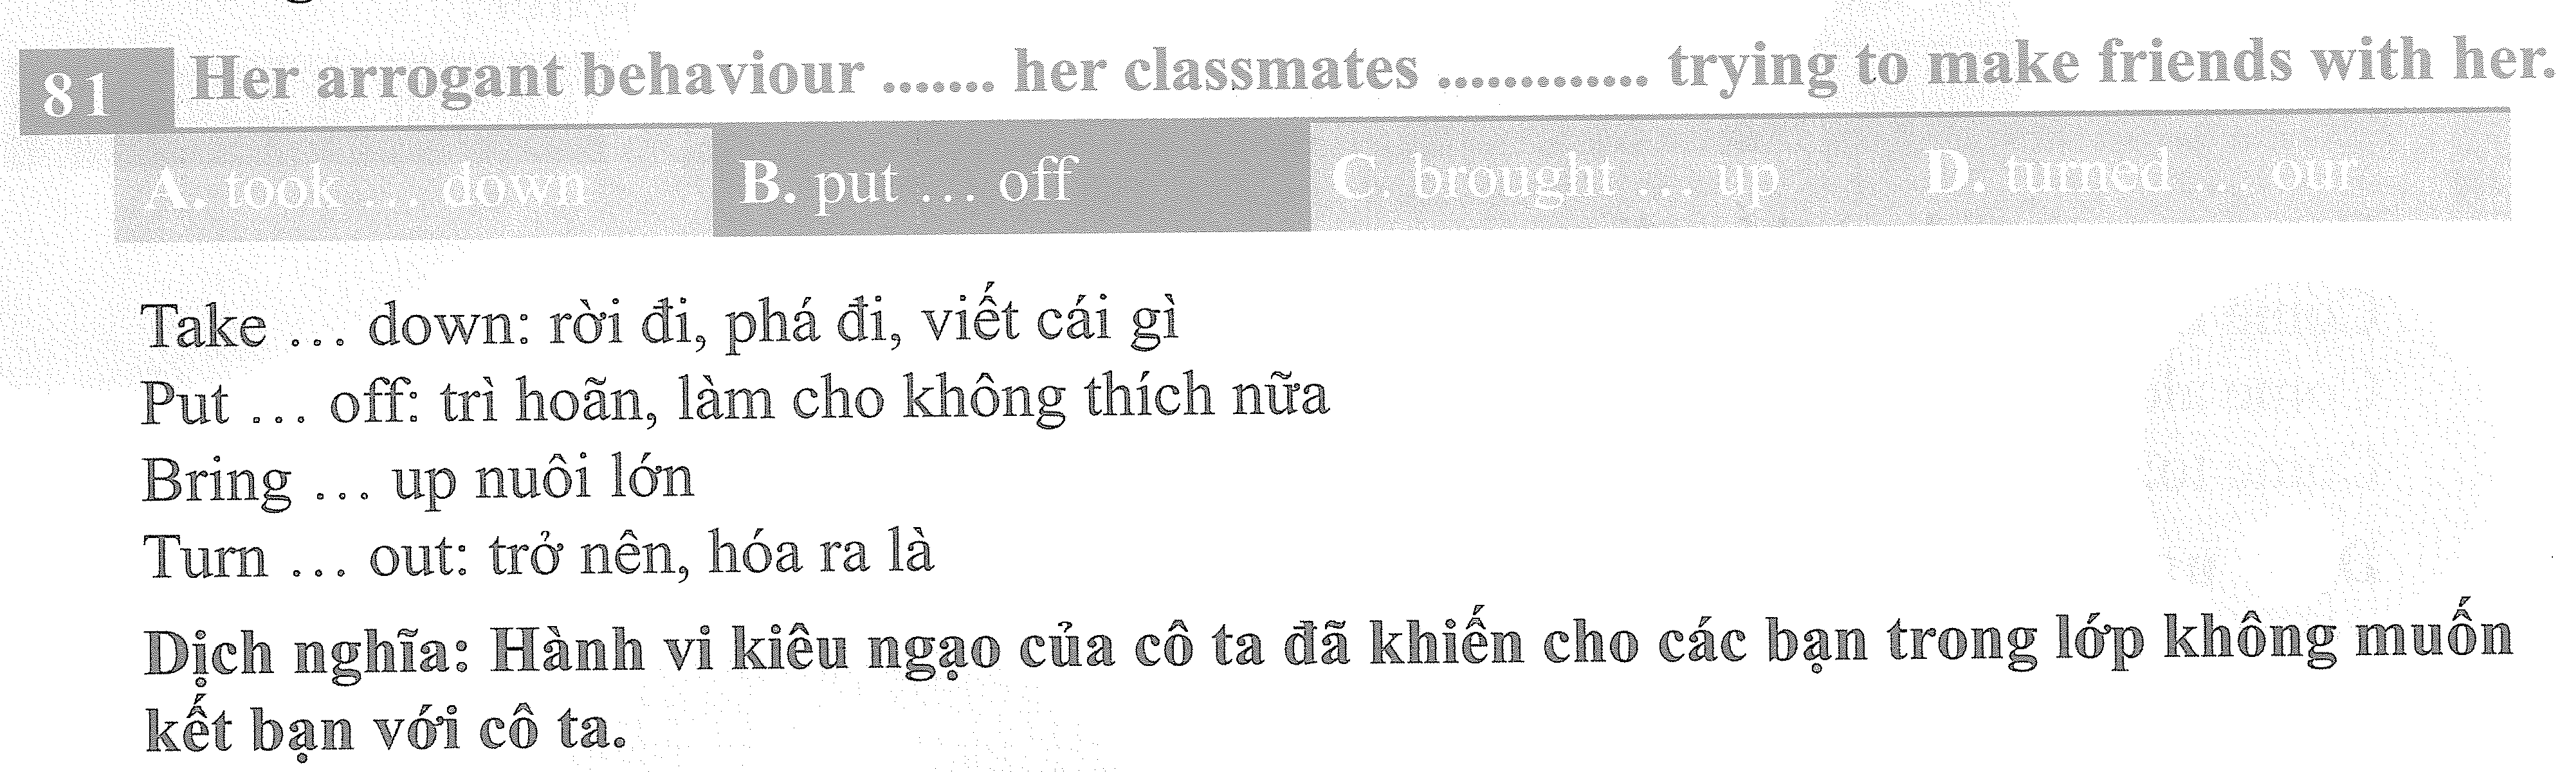 81 Her arrogant behaviour ....... her classmates ............. trying to make friends with her.
A. took ... down B. put ... off C. brought ... up D. turned ... out
Take ... down: rời đi, phá đi, viết cái gì
Put ... off: trì hoãn, làm cho không thích nữa
Bring ... up nuôi lớn
Turn ... out: trở nên, hóa ra là
Dịch nghĩa: Hành vi kiêu ngạo của cô ta đã khiến cho các bạn trong lớp không muốn
kết bạn với cô ta.